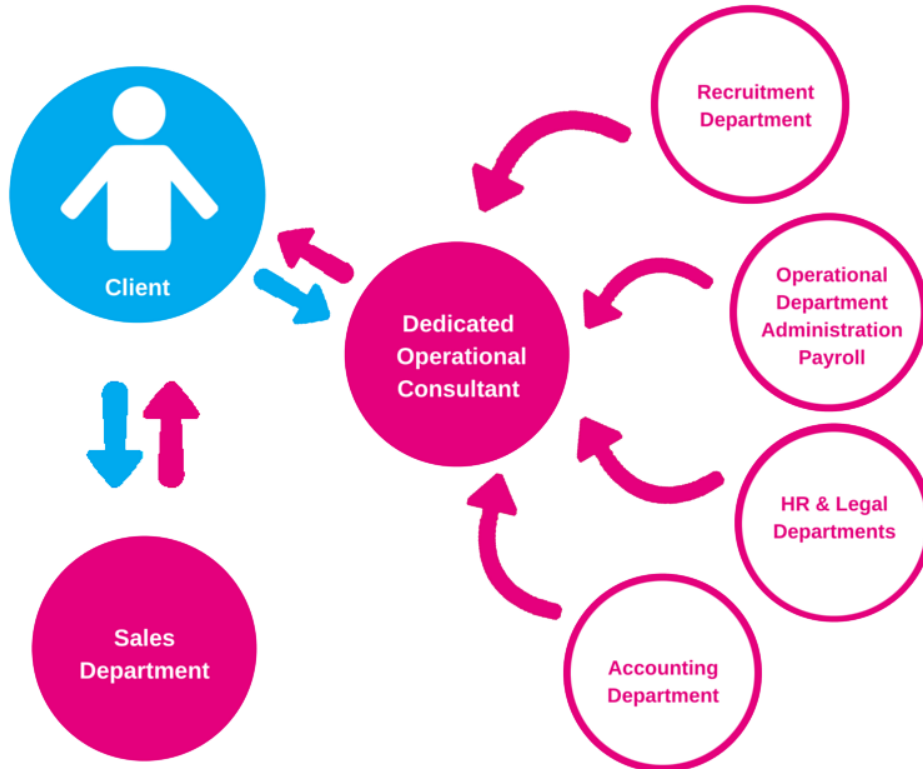 Client
Dedicated
Operational
Consultant
Sales
Department
Recruitment
Department
Operational
Department
Administration
Payroll
HR & Legal
Departments
Accounting
Department